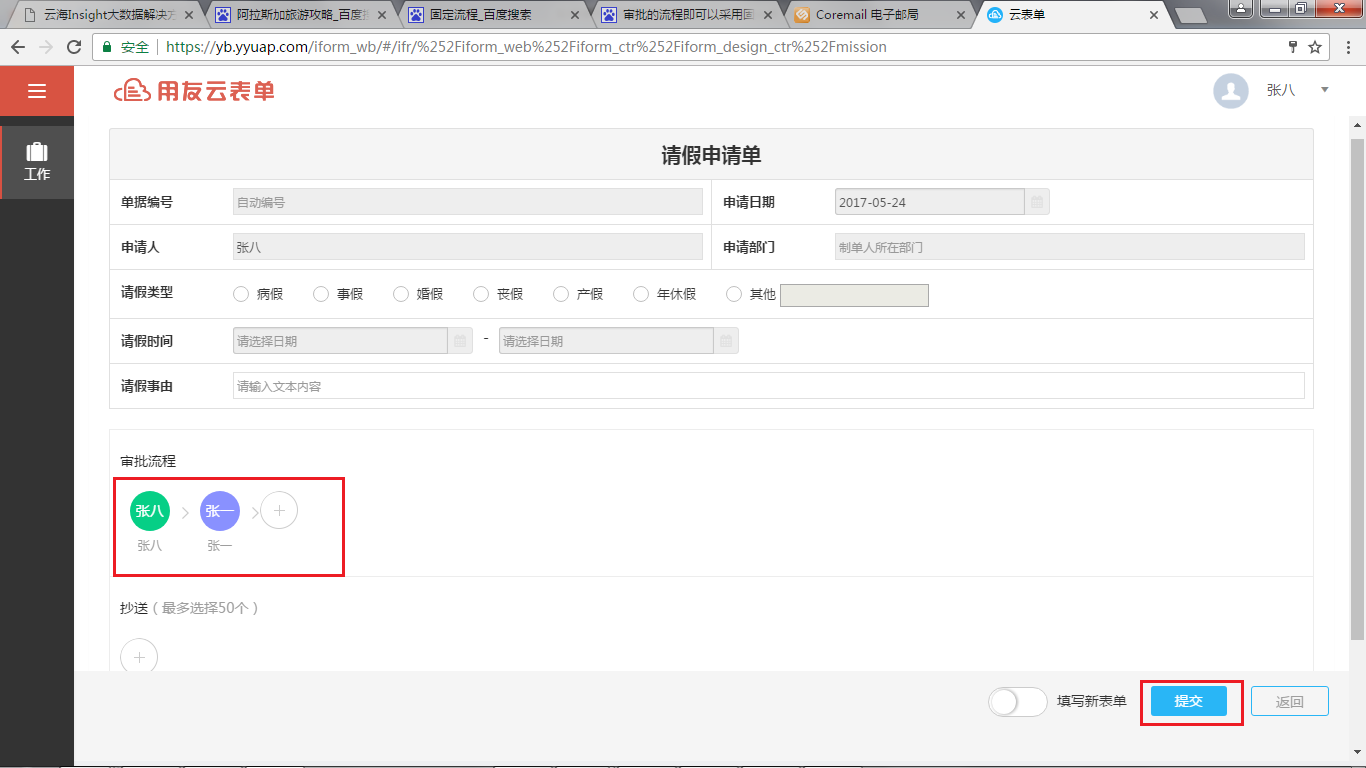 云海Insight大数据解决方
阿拉斯加旅游攻略_百度搜
固定流程_百度搜索
审批的流程即可以采用固
Coremail 电子邮局
云表单
安全 https://yb.yyuap.com/iform_wb/#/ifr/%252Fiform_web%252Fiform_ctr%252Fiform_design_ctr%252Fmission
用友云表单
张八
工作
请假申请单
单据编号 自动编号 申请日期 2017-05-24
申请人 张八 申请部门 制单人所在部门
请假类型 病假 事假 婚假 丧假 产假 年休假 其他
请假时间 请选择日期 - 请选择日期
请假事由 请输入文本内容
审批流程
张八 > 张一 > +
张八 张一
抄送（最多选择50个）
+
填写新表单 提交 返回